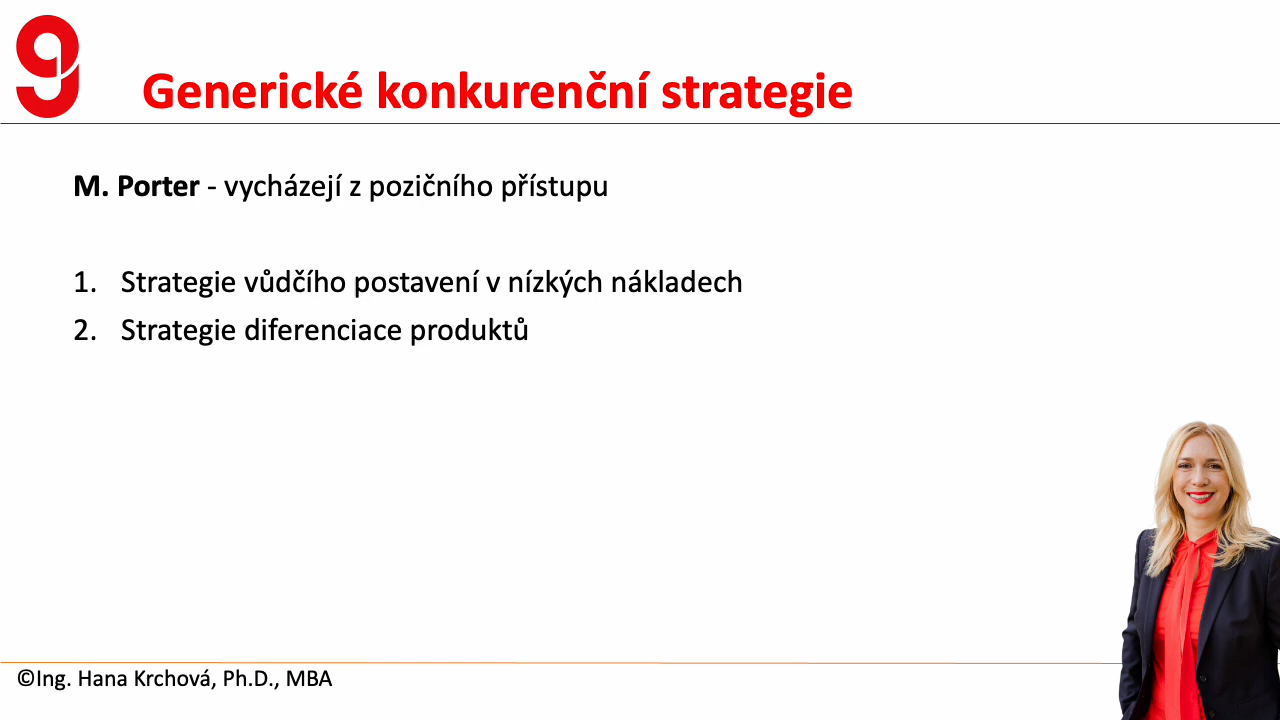 Generické konkurenční strategie
M. Porter - vycházejí z pozičního přístupu
1. Strategie vůdčího postavení v nízkých nákladech
2. Strategie diferenciace produktů
©Ing. Hana Krchová, Ph.D., MBA